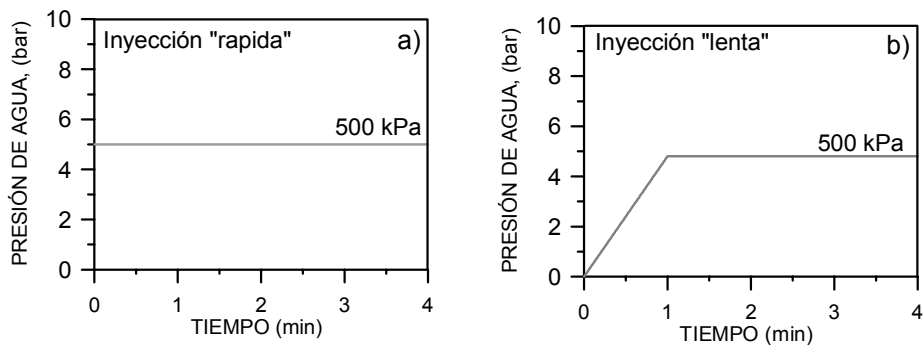 Inyección "rapida"
a)
PRESIÓN DE AGUA, (bar)
10
8
6
4
2
0
500 kPa
0 1 2 3 4
TIEMPO (min)
Inyección "lenta"
b)
PRESIÓN DE AGUA, (bar)
10
8
6
4
2
0
500 kPa
0 1 2 3 4
TIEMPO (min)